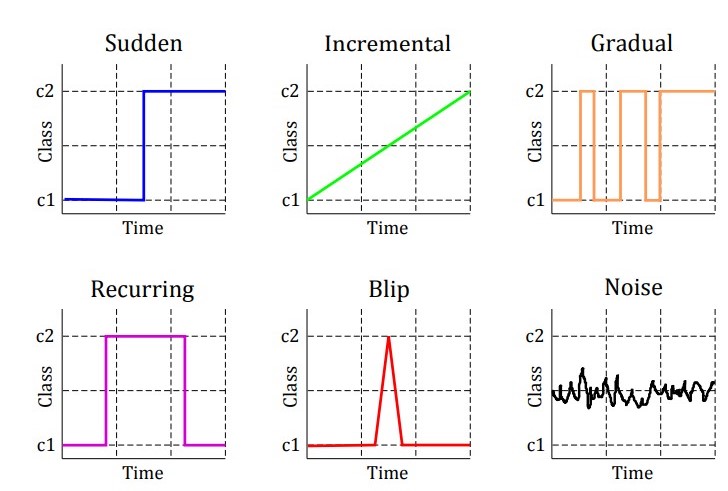 Sudden
Incremental
Gradual
c2
Class
c1
Time
c2
Class
c1
Time
c2
Class
c1
Time
Recurring
Blip
Noise
c2
Class
c1
Time
c2
Class
c1
Time
c2
Class
c1
Time